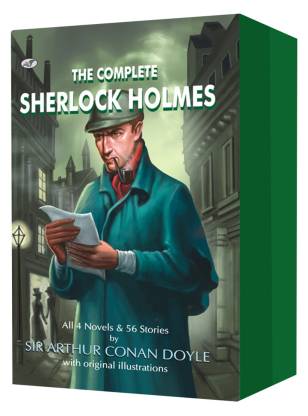 THE COMPLETE
SHERLOCK HOLMES
All 4 Novels & 56 Stories
by
SIR ARTHUR CONAN DOYLE
with original illustrations